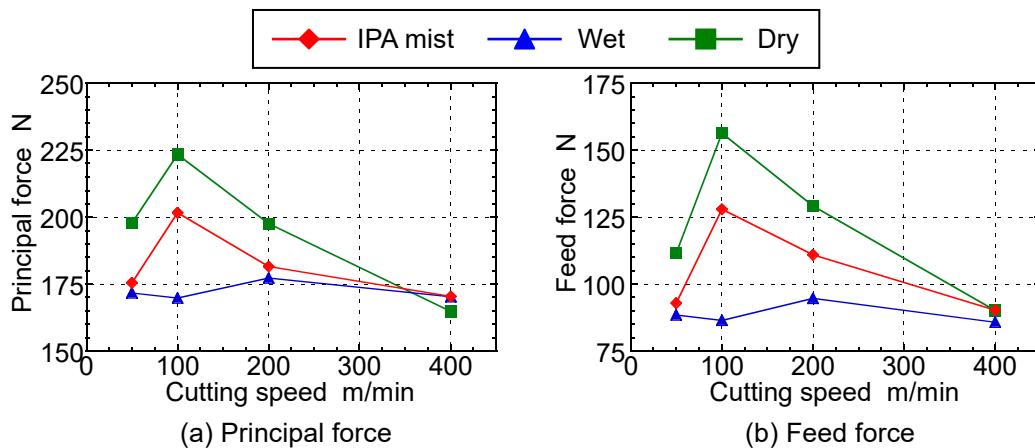 IPA mist Wet Dry
250
225
200
175
150
Principal force N
0 100 200 300 400
Cutting speed m/min
(a) Principal force
175
150
125
100
75
Feed force N
0 100 200 300 400
Cutting speed m/min
(b) Feed force